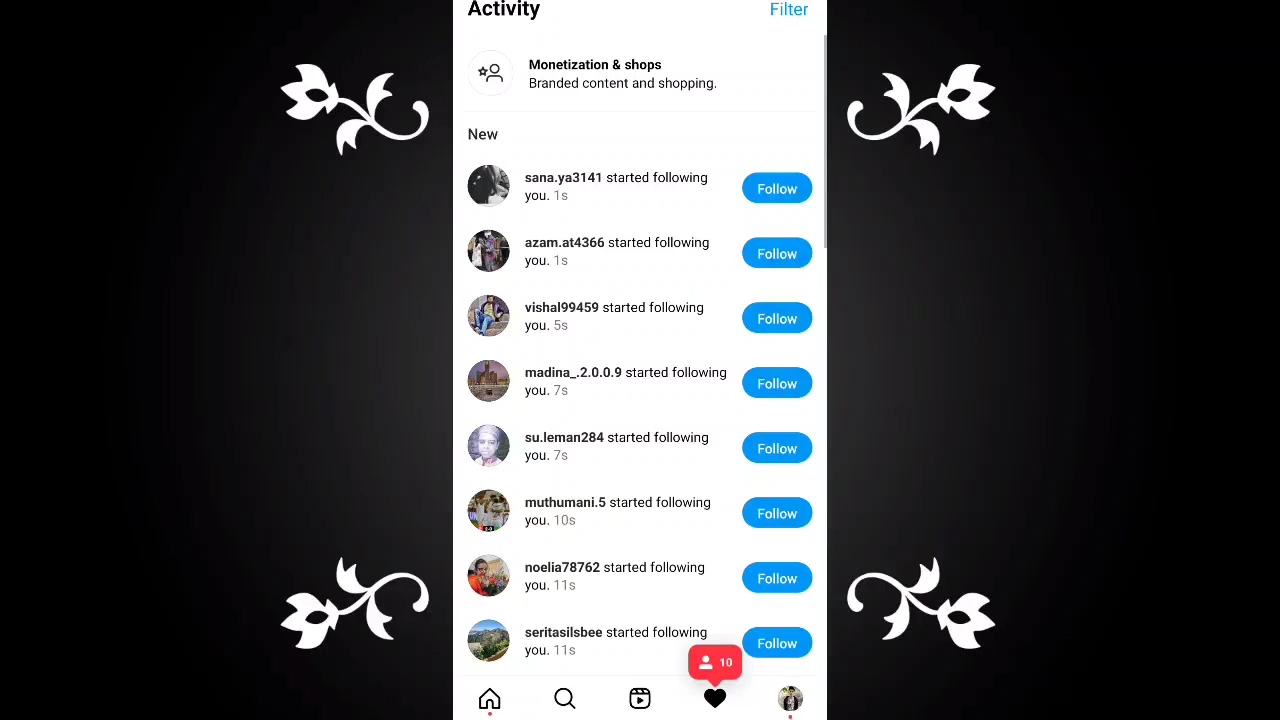 Activity
Filter
Monetization & shops
Branded content and shopping.
New
sana.ya3141 started following
you. 1s
Follow
azam.at4366 started following
you. 1s
Follow
vishal99459 started following
you. 5s
Follow
madina_.2.0.0.9 started following
you. 7s
Follow
su.leman284 started following
you. 7s
Follow
muthumani.5 started following
you. 10s
Follow
noelia78762 started following
you. 11s
Follow
seritasilsbee started following
you. 11s
Follow
10